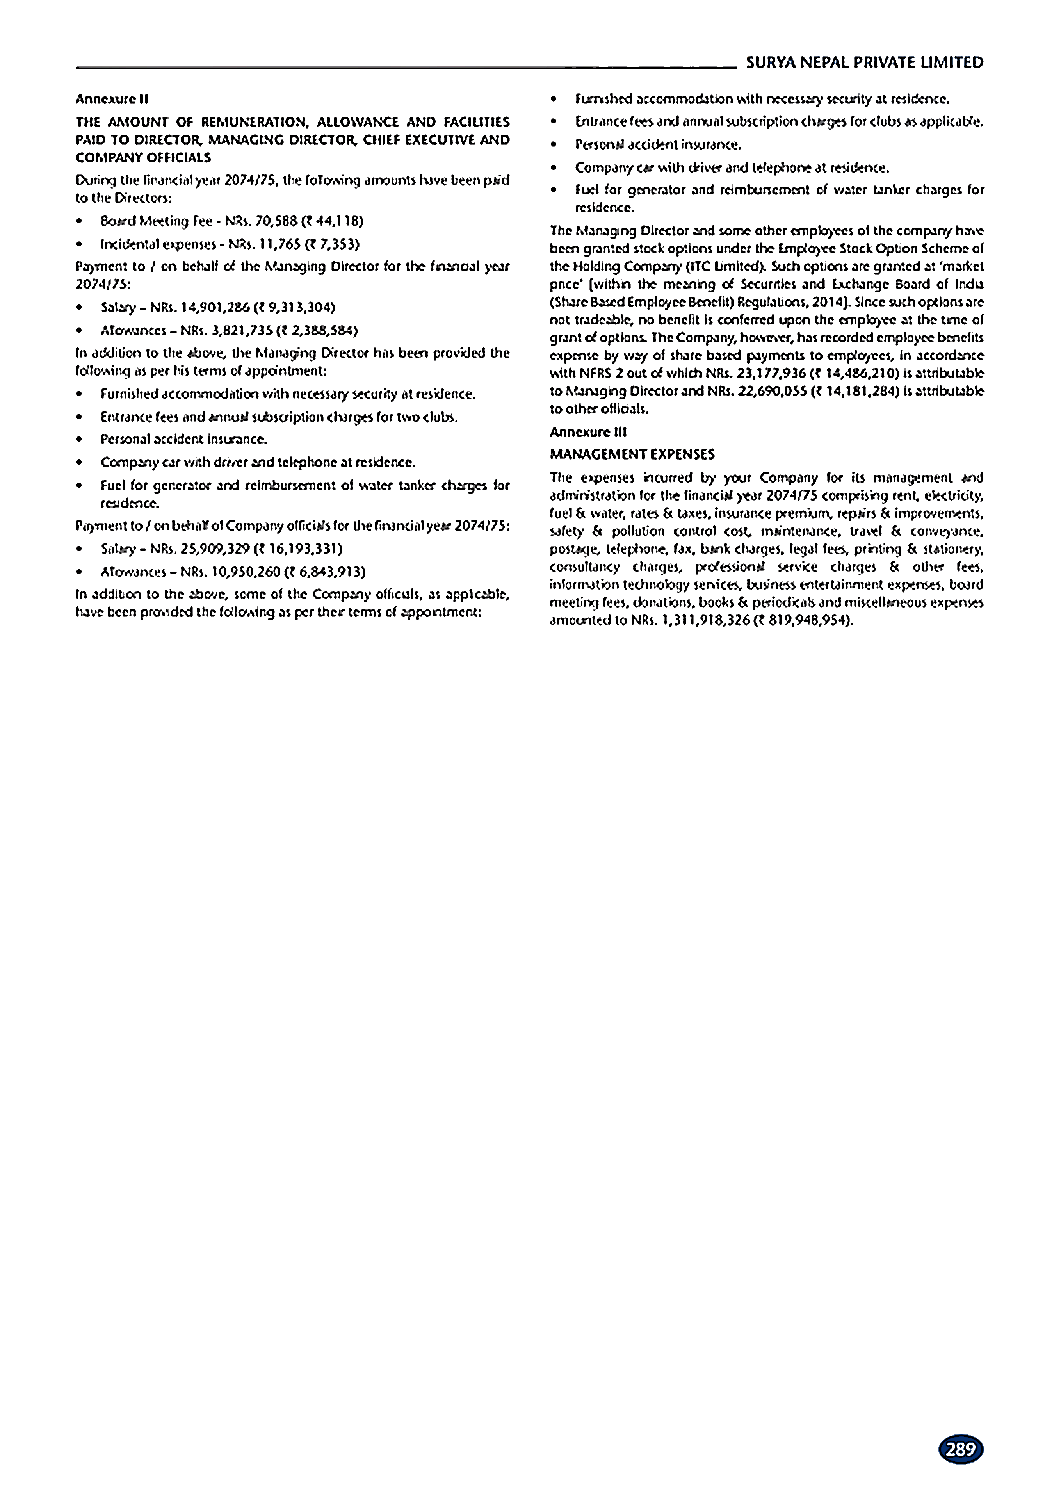 SURYA NEPAL PRIVATE LIMITED
Annexure II
THE AMOUNT OF REMUNERATION, ALLOWANCE AND FACILITIES
PAID TO DIRECTOR, MANAGING DIRECTOR, CHIEF EXECUTIVE AND
COMPANY OFFICIALS
During the financial year 2074/75, the following amounts have been paid
to the Directors:
• Board Meeting Fee - NRs. 70,588 (₹ 44,118)
• Incidental expenses - NRs. 11,765 (₹ 7,353)
Payment to / on behalf of the Managing Director for the financial year
2074/75:
• Salary – NRs. 14,901,286 (₹ 9,313,304)
• Allowances – NRs. 3,821,735 (₹ 2,388,584)
In addition to the above, the Managing Director has been provided the
following as per his terms of appointment:
• Furnished accommodation with necessary security at residence.
• Entrance fees and annual subscription charges for two clubs.
• Personal accident insurance.
• Company car with driver and telephone at residence.
• Fuel for generator and reimbursement of water tanker charges for
residence.
Payment to / on behalf of Company officials for the financial year 2074/75:
• Salary – NRs. 25,909,329 (₹ 16,193,331)
• Allowances – NRs. 10,950,260 (₹ 6,843,913)
In addition to the above, some of the Company officials, as applicable,
have been provided the following as per their terms of appointment:
• Furnished accommodation with necessary security at residence.
• Entrance fees and annual subscription charges for clubs as applicable.
• Personal accident insurance.
• Company car with driver and telephone at residence.
• Fuel for generator and reimbursement of water tanker charges for
residence.
The Managing Director and some other employees of the company have
been granted stock options under the Employee Stock Option Scheme of
the Holding Company (ITC Limited). Such options are granted at 'market
price' [within the meaning of Securities and Exchange Board of India
(Share Based Employee Benefit) Regulations, 2014]. Since such options are
not tradeable, no benefit is conferred upon the employee at the time of
grant of options. The Company, however, has recorded employee benefits
expense by way of share based payments to employees, in accordance
with NFRS 2 out of which NRs. 23,177,936 (₹ 14,486,210) is attributable
to Managing Director and NRs. 22,690,055 (₹ 14,181,284) is attributable
to other officials.
Annexure III
MANAGEMENT EXPENSES
The expenses incurred by your Company for its management and
administration for the financial year 2074/75 comprising rent, electricity,
fuel & water, rates & taxes, insurance premium, repairs & improvements,
safety & pollution control cost, maintenance, travel & conveyance,
postage, telephone, fax, bank charges, legal fees, printing & stationery,
consultancy charges, professional service charges & other fees,
information technology services, business entertainment expenses, board
meeting fees, donations, books & periodicals and miscellaneous expenses
amounted to NRs. 1,311,918,326 (₹ 819,948,954).
289